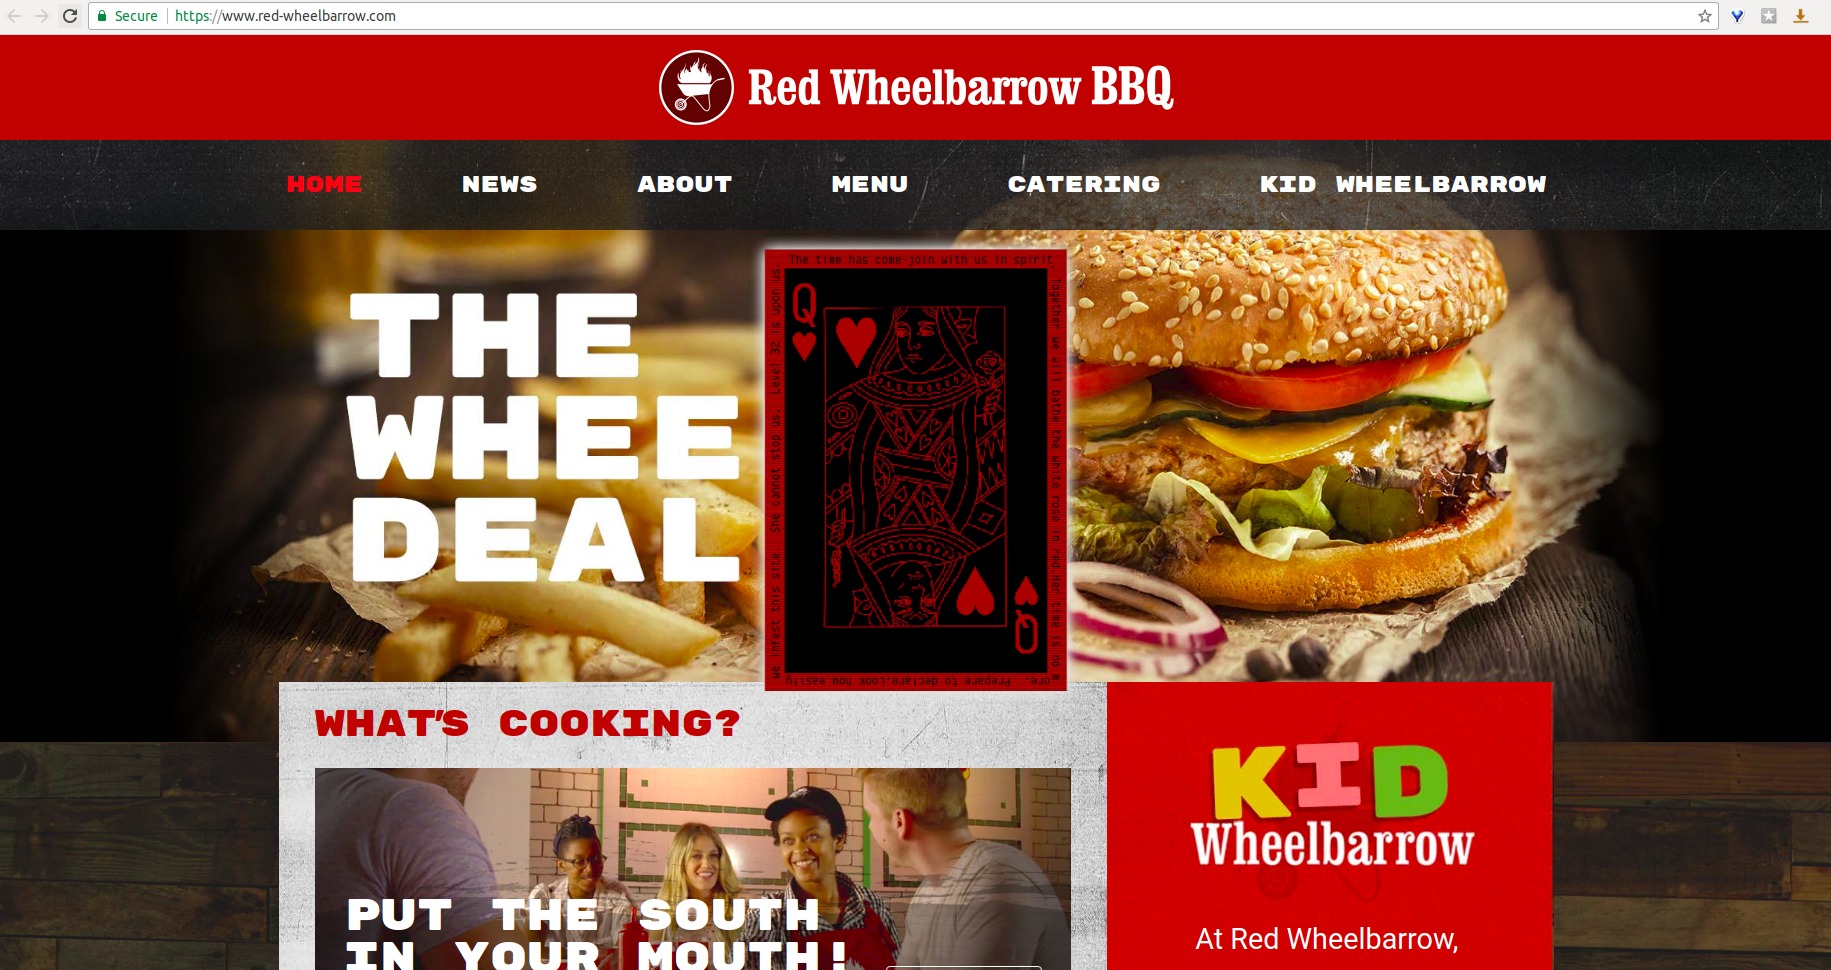 Secure
https://www.red-wheelbarrow.com
Red Wheelbarrow BBQ
HOME
NEWS
ABOUT
MENU
CATERING
KID WHEELBARROW
THE
WHEE
DEAL
The time has come-join with us in spirit.
Together we will bathe the white rose in red.Her time is no m
ore. Prepare to declare.Look how easily
we infest this site. She cannot stop us. Level 32 is upon us.
Q
Q
WHAT'S COOKING?
PUT THE SOUTH
IN YOUR MOUTH!
KID
Wheelbarrow
At Red Wheelbarrow,